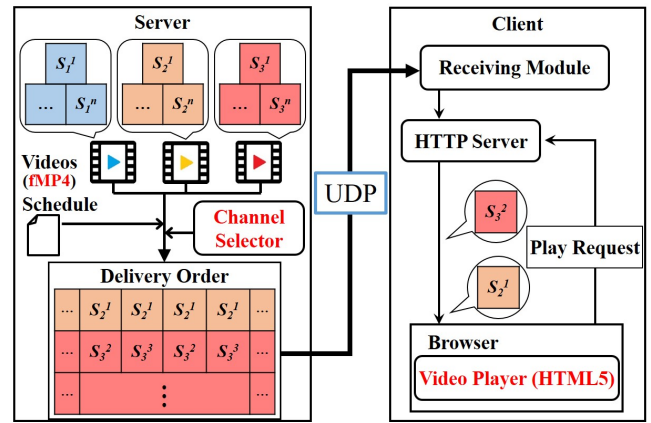 Server
S₁¹
… S₁ⁿ
S₂¹
… S₂ⁿ
S₃¹
… S₃ⁿ
Videos
(fMP4)
Schedule
Channel
Selector
Delivery Order
… S₂¹ S₂¹ S₂¹ S₂¹ …
… S₃² S₃³ S₃² S₃³ …
… ⋮ …
UDP
Client
Receiving Module
HTTP Server
S₃²
Play Request
S₂¹
Browser
Video Player (HTML5)